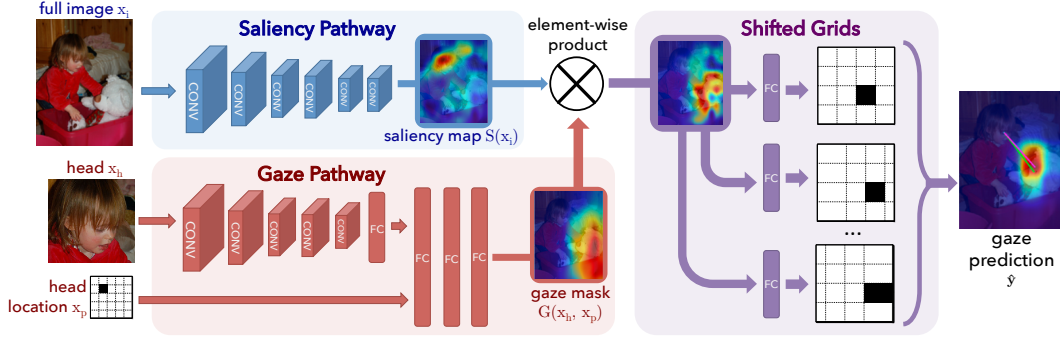 full image xᵢ
Saliency Pathway
CONV
CONV
CONV
CONV
CONV
CONV
saliency map S(xᵢ)
element-wise
product
Shifted Grids
FC
FC
...
FC
head xₕ
Gaze Pathway
CONV
CONV
CONV
CONV
CONV
FC
FC
FC
FC
head
location xₚ
gaze mask
G(xₕ, xₚ)
gaze
prediction
ŷ